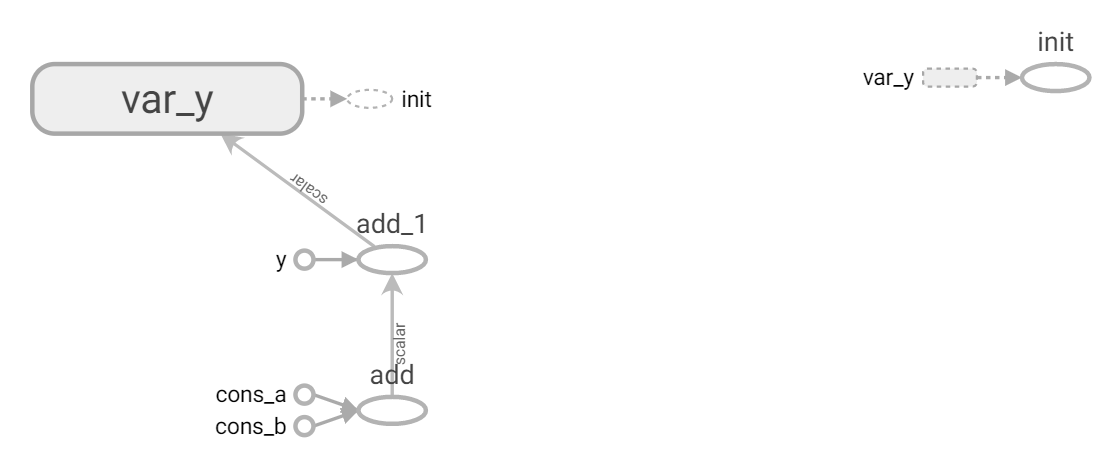 init
var_y
var_y
init
scalar
add_1
y
scalar
add
cons_a
cons_b